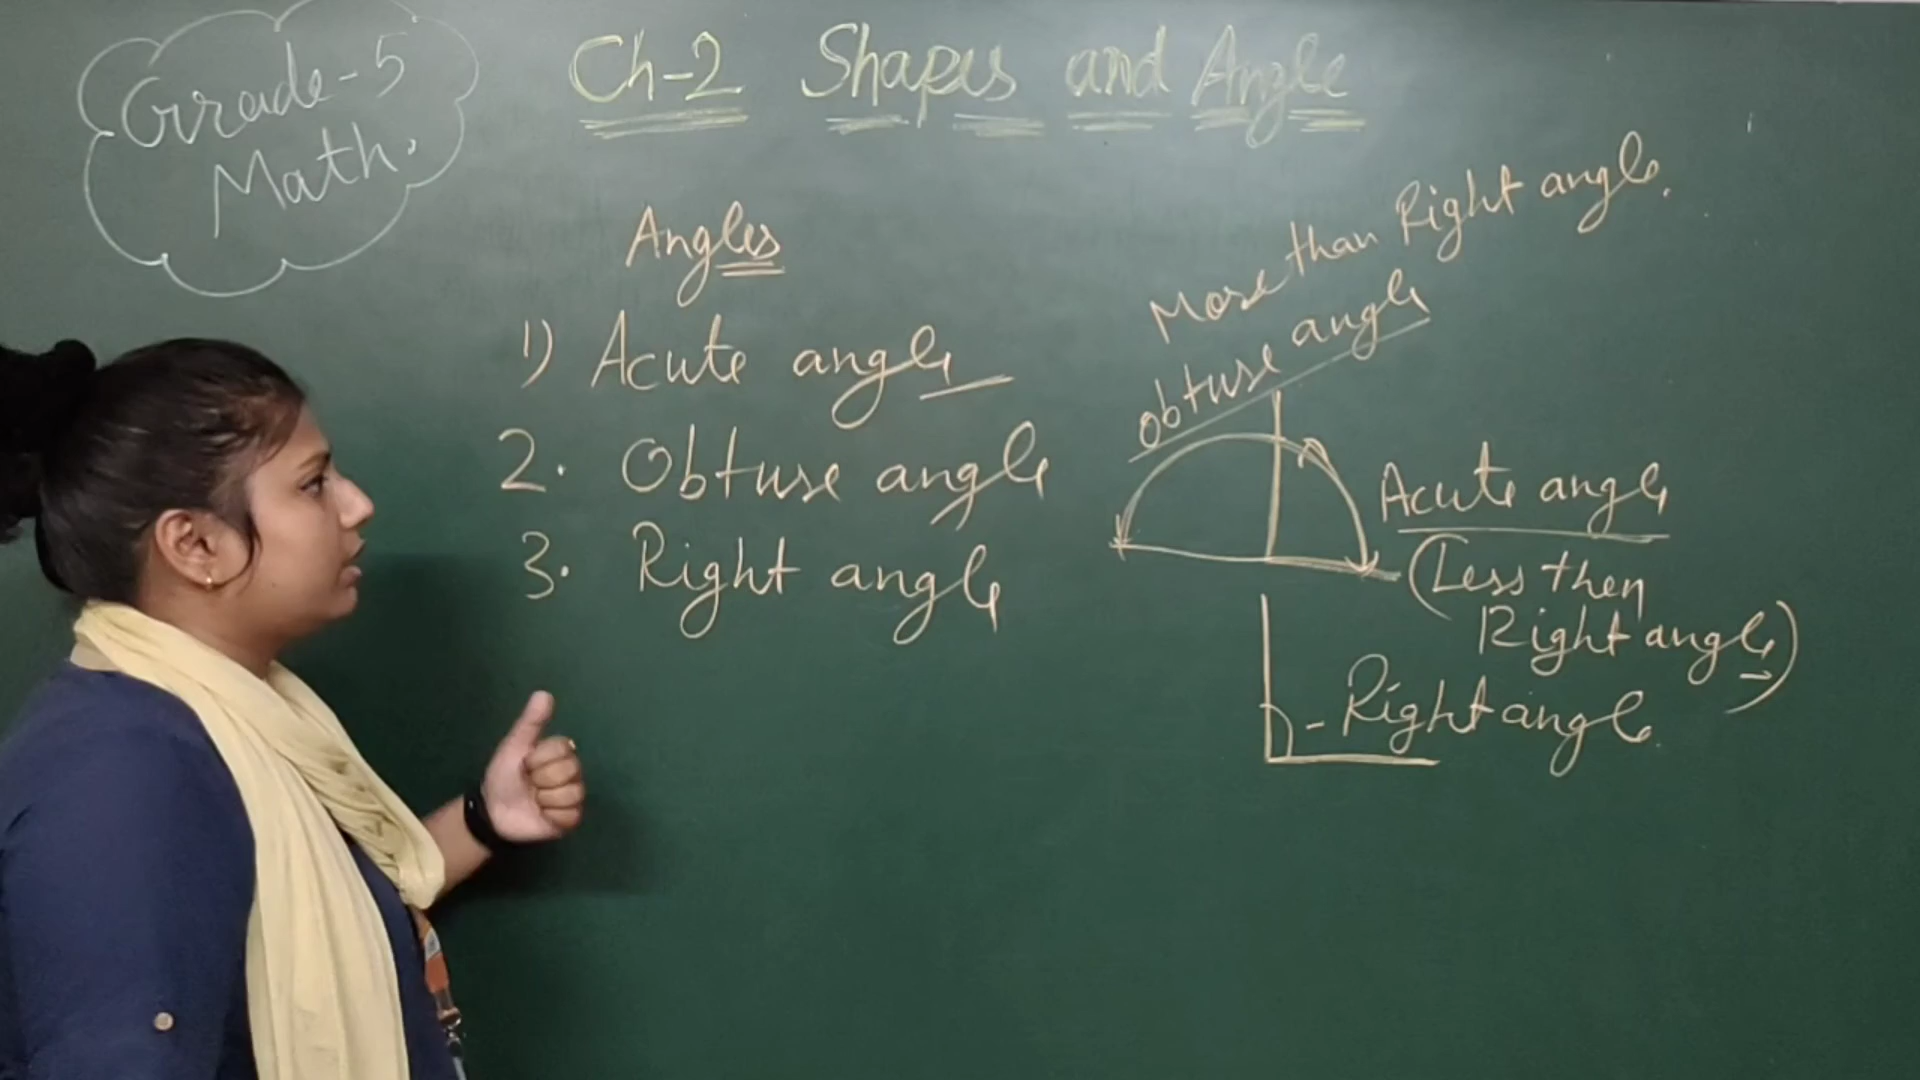 Grade-5
Math.
Ch-2 Shapes and Angle
Angles
1) Acute angle
2. Obtuse angle
3. Right angle
More than Right angle.
obtuse angle
Acute angle
(Less then
Right angle)
- Right angle.